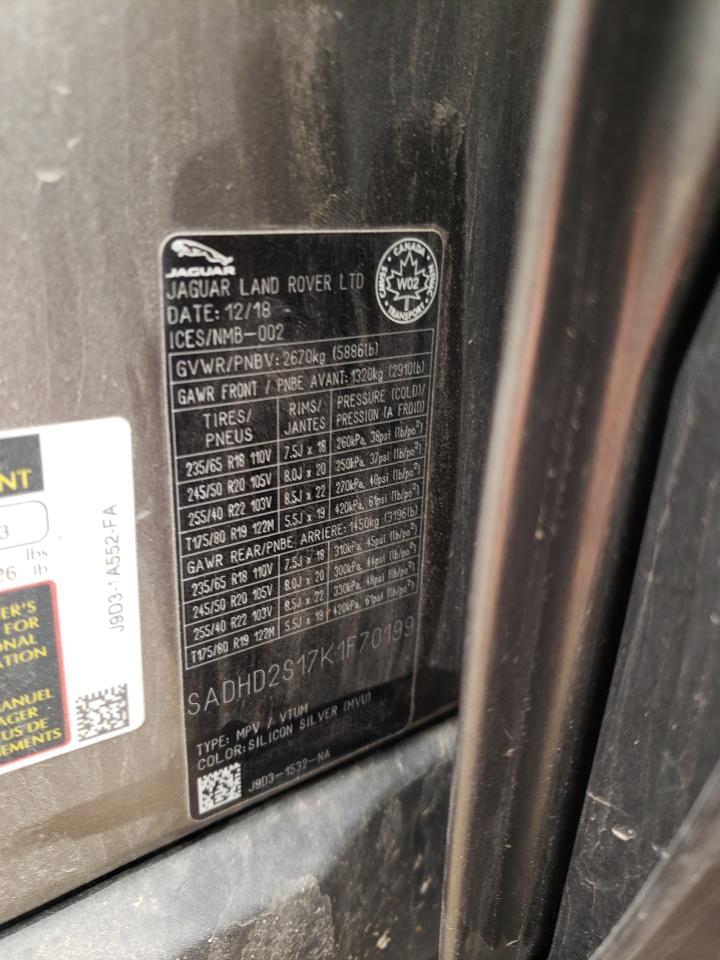 JAGUAR
JAGUAR LAND ROVER LTD
DATE: 12/18
ICES/NMB-002
CANADA
CMVSS
W02
NSVAC
TRANSPORT
GVWR/PNBV: 2670kg (5886lb)
GAWR FRONT / PNBE AVANT: 1320kg (2910lb)
TIRES/ PNEUS RIMS/ JANTES PRESSURE (COLD)/ PRESSION (A FROID)
235/65 R18 110V 7.5J x 18 260kPa, 38psi (lb/po²)
245/50 R20 105V 8.0J x 20 250kPa, 37psi (lb/po²)
255/40 R22 103V 8.5J x 22 270kPa, 40psi (lb/po²)
T175/80 R19 122M 5.5J x 19 420kPa, 61psi (lb/po²)
GAWR REAR/PNBE ARRIERE: 1450kg (3196lb)
235/65 R18 110V 7.5J x 18 310kPa, 45psi (lb/po²)
245/50 R20 105V 8.0J x 20 300kPa, 44psi (lb/po²)
255/40 R22 103V 8.5J x 22 330kPa, 48psi (lb/po²)
T175/80 R19 122M 5.5J x 19 420kPa, 61psi (lb/po²)
SADHD2S17K1F70199
TYPE: MPV / VTUM
COLOR: SILICON SILVER (MVU)
J9D3-1532-NA
NT
3
lbs
26 lb
ER'S
FOR
ONAL
ATION
MANUEL
AGER
US DE
EMENTS
J9D3-1A552-FA